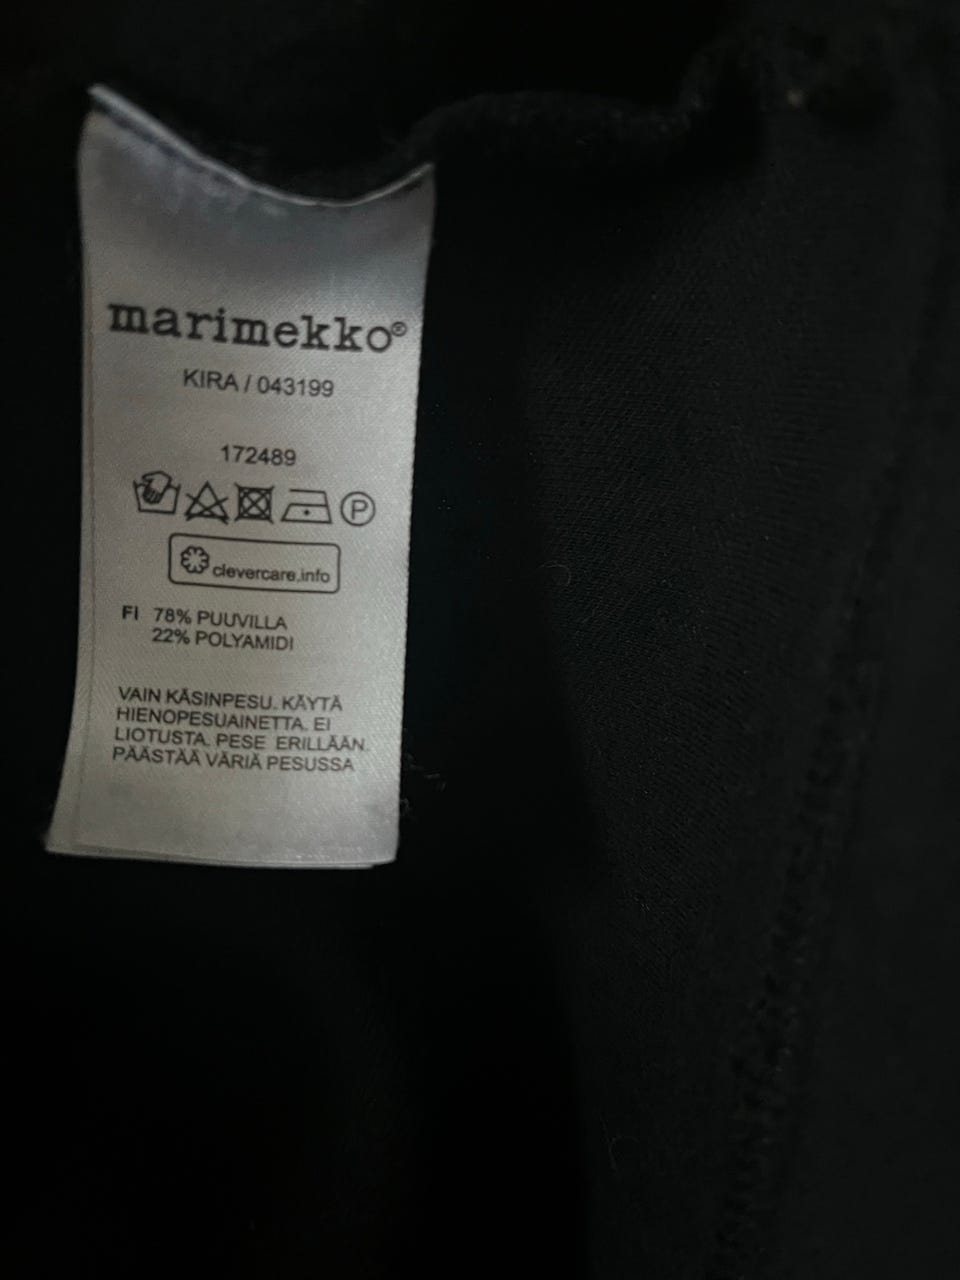 marimekko®
KIRA / 043199
172489
P
clevercare.info
FI 78% PUUVILLA
22% POLYAMIDI
VAIN KÄSINPESU. KÄYTÄ
HIENOPESUAINETTA. EI
LIOTUSTA. PESE ERILLÄÄN.
PÄÄSTÄÄ VÄRIÄ PESUSSA